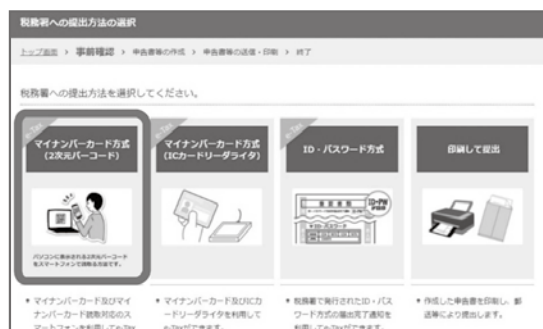 税務署への提出方法の選択
トップ画面 > 事前確認 > 申告書等の作成 > 申告書等の送信・印刷 > 終了
税務署への提出方法を選択してください。
e-Tax
マイナンバーカード方式
(2次元バーコード)
パソコンに表示される2次元バーコード
をスマートフォンで読取る方法です。
• マイナンバーカード及びマイ
ナンバーカード読取対応のス
マートフォンを利用してe-Tax
e-Tax
マイナンバーカード方式
(ICカードリーダライタ)
• マイナンバーカード及びICカ
ードリーダライタを利用して
e-Taxができます。
e-Tax
ID・パスワード方式
• 税務署で発行されたID・パス
ワード方式の届出完了通知を
利用してe-Taxができます。
印刷して提出
• 作成した申告書を印刷し、郵
送等により提出します。